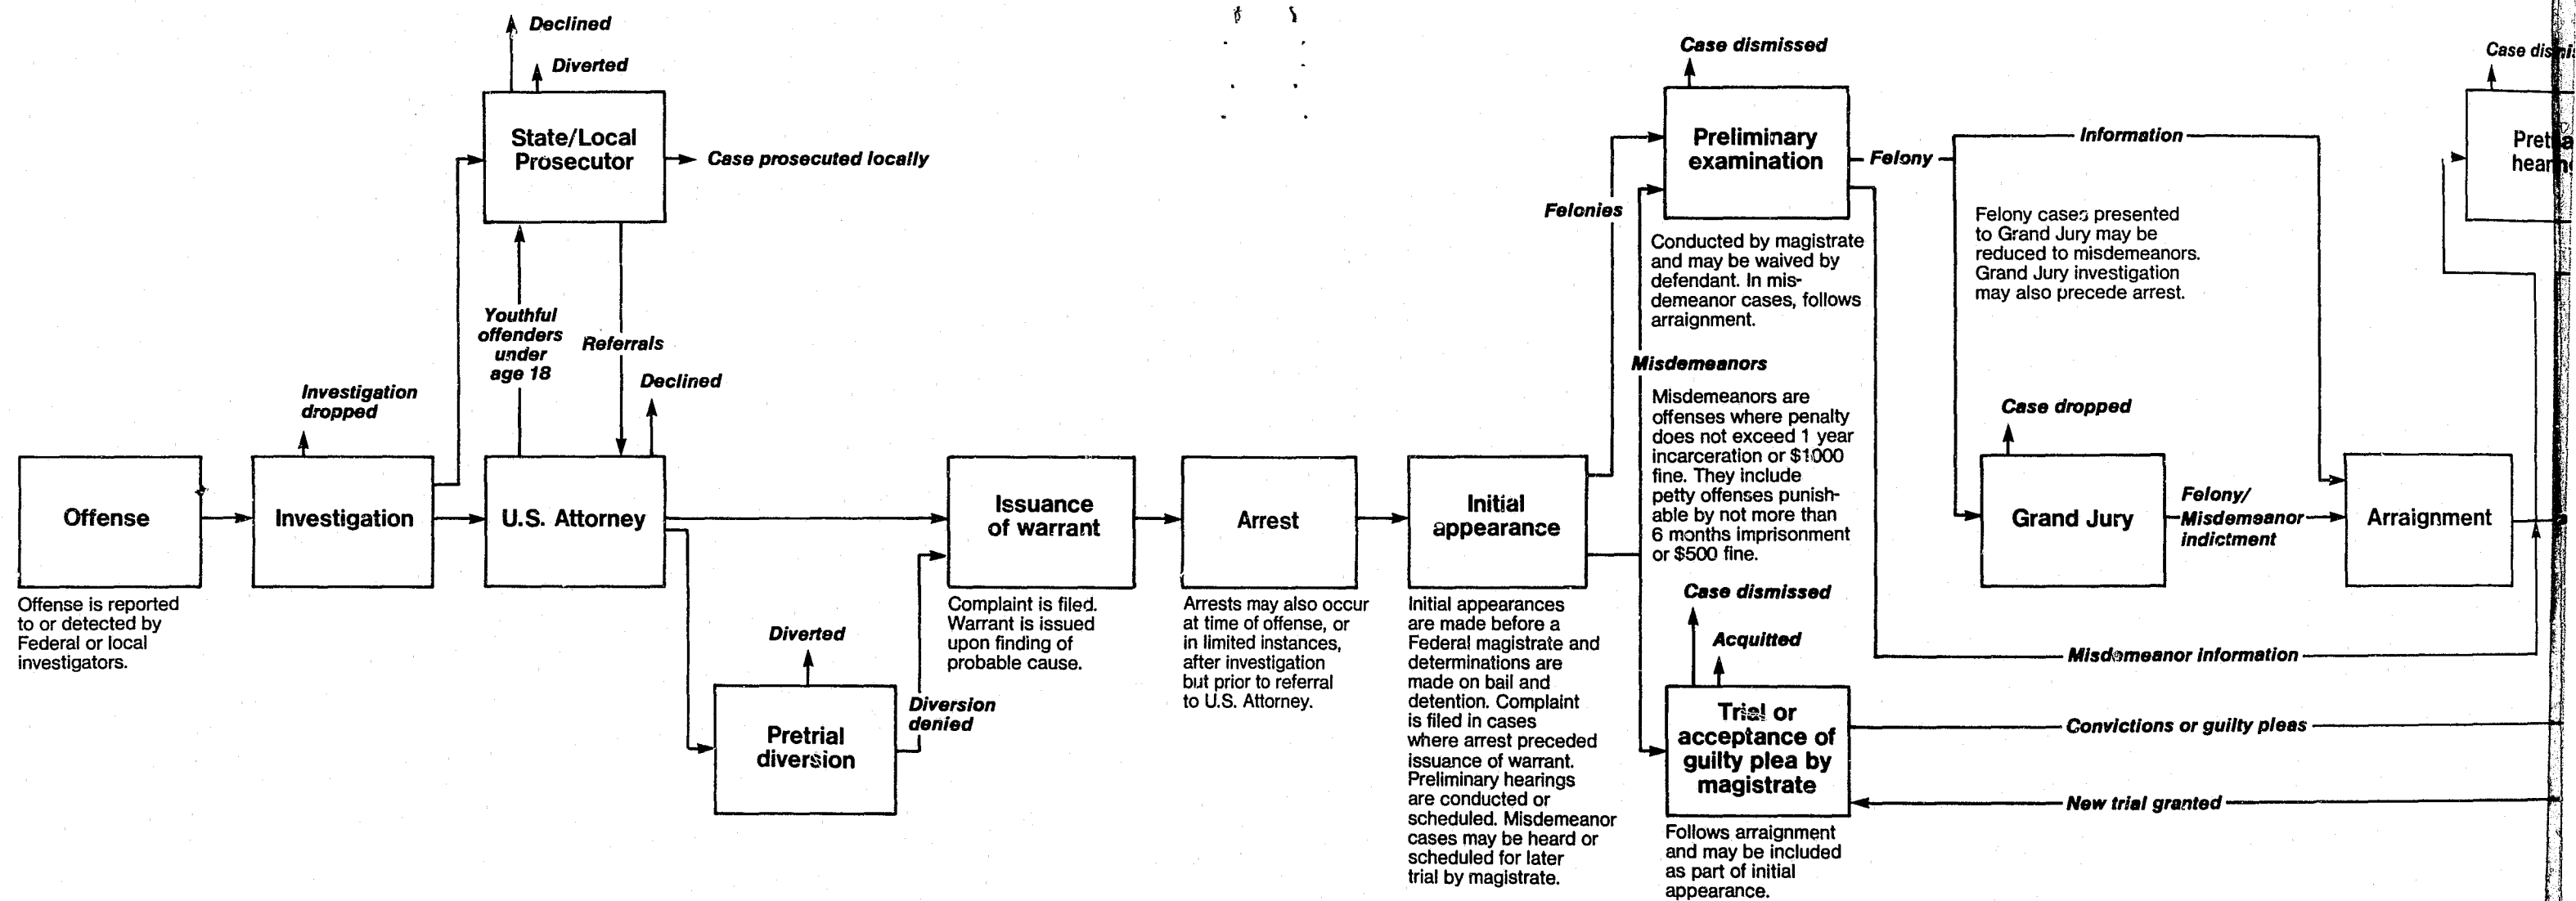 Declined
Diverted
State/Local
Prosecutor
Case prosecuted locally
Youthful
offenders
under
age 18
Referrals
Declined
Investigation
dropped
Offense
Offense is reported
to or detected by
Federal or local
investigators.
Investigation
U.S. Attorney
Diverted
Pretrial
diversion
Diversion
denied
Issuance
of warrant
Complaint is filed.
Warrant is issued
upon finding of
probable cause.
Arrest
Arrests may also occur
at time of offense, or
in limited instances,
after investigation
but prior to referral
to U.S. Attorney.
Initial
appearance
Initial appearances
are made before a
Federal magistrate and
determinations are
made on bail and
detention. Complaint
is filed in cases
where arrest preceded
issuance of warrant.
Preliminary hearings
are conducted or
scheduled. Misdemeanor
cases may be heard or
scheduled for later
trial by magistrate.
Felonies
Case dismissed
Preliminary
examination
Conducted by magistrate
and may be waived by
defendant. In mis-
demeanor cases, follows
arraignment.
Misdemeanors
Misdemeanors are
offenses where penalty
does not exceed 1 year
incarceration or $1000
fine. They include
petty offenses punish-
able by not more than
6 months imprisonment
or $500 fine.
Case dismissed
Acquitted
Trial or
acceptance of
guilty plea by
magistrate
Follows arraignment
and may be included
as part of initial
appearance.
Felony
Information
Felony cases presented
to Grand Jury may be
reduced to misdemeanors.
Grand Jury investigation
may also precede arrest.
Case dropped
Grand Jury
Felony/
Misdemeanor
indictment
Arraignment
Misdemeanor information
Convictions or guilty pleas
New trial granted
Case